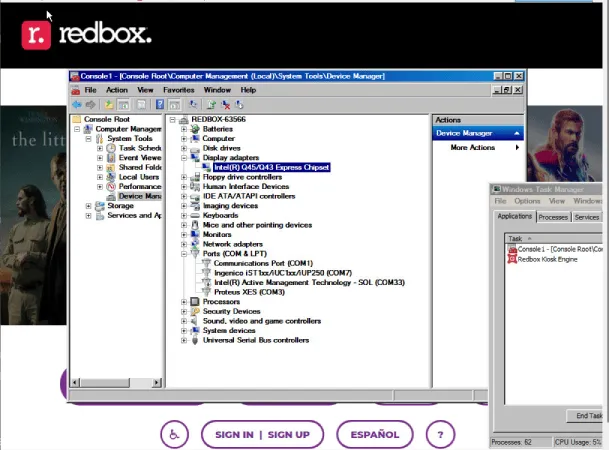 r. redbox.
Console1 - [Console Root\Computer Management (Local)\System Tools\Device Manager]
File Action View Favorites Window Help
Console Root
Computer Managem
System Tools
Task Schedu
Event Viewe
Shared Folde
Local Users
Performance
Device Mana
Storage
Services and Ap
REDBOX-63566
Batteries
Computer
Disk drives
Display adapters
Intel(R) Q45/Q43 Express Chipset
Floppy drive controllers
Human Interface Devices
IDE ATA/ATAPI controllers
Imaging devices
Keyboards
Mice and other pointing devices
Monitors
Network adapters
Ports (COM & LPT)
Communications Port (COM1)
Ingenico iST1xx/IUC1xx/IUP250 (COM7)
Intel(R) Active Management Technology - SOL (COM33)
Proteus XES (COM3)
Processors
Security Devices
Sound, video and game controllers
System devices
Universal Serial Bus controllers
Actions
Device Manager
More Actions
WASHINGTON
the litt
Windows Task Manager
File Options View Windows
Applications Processes Services
Task
Console1 - [Console Root\Co
Redbox Kiosk Engine
End Task
Processes: 62 CPU Usage: 5%
SIGN IN | SIGN UP
ESPAÑOL
?